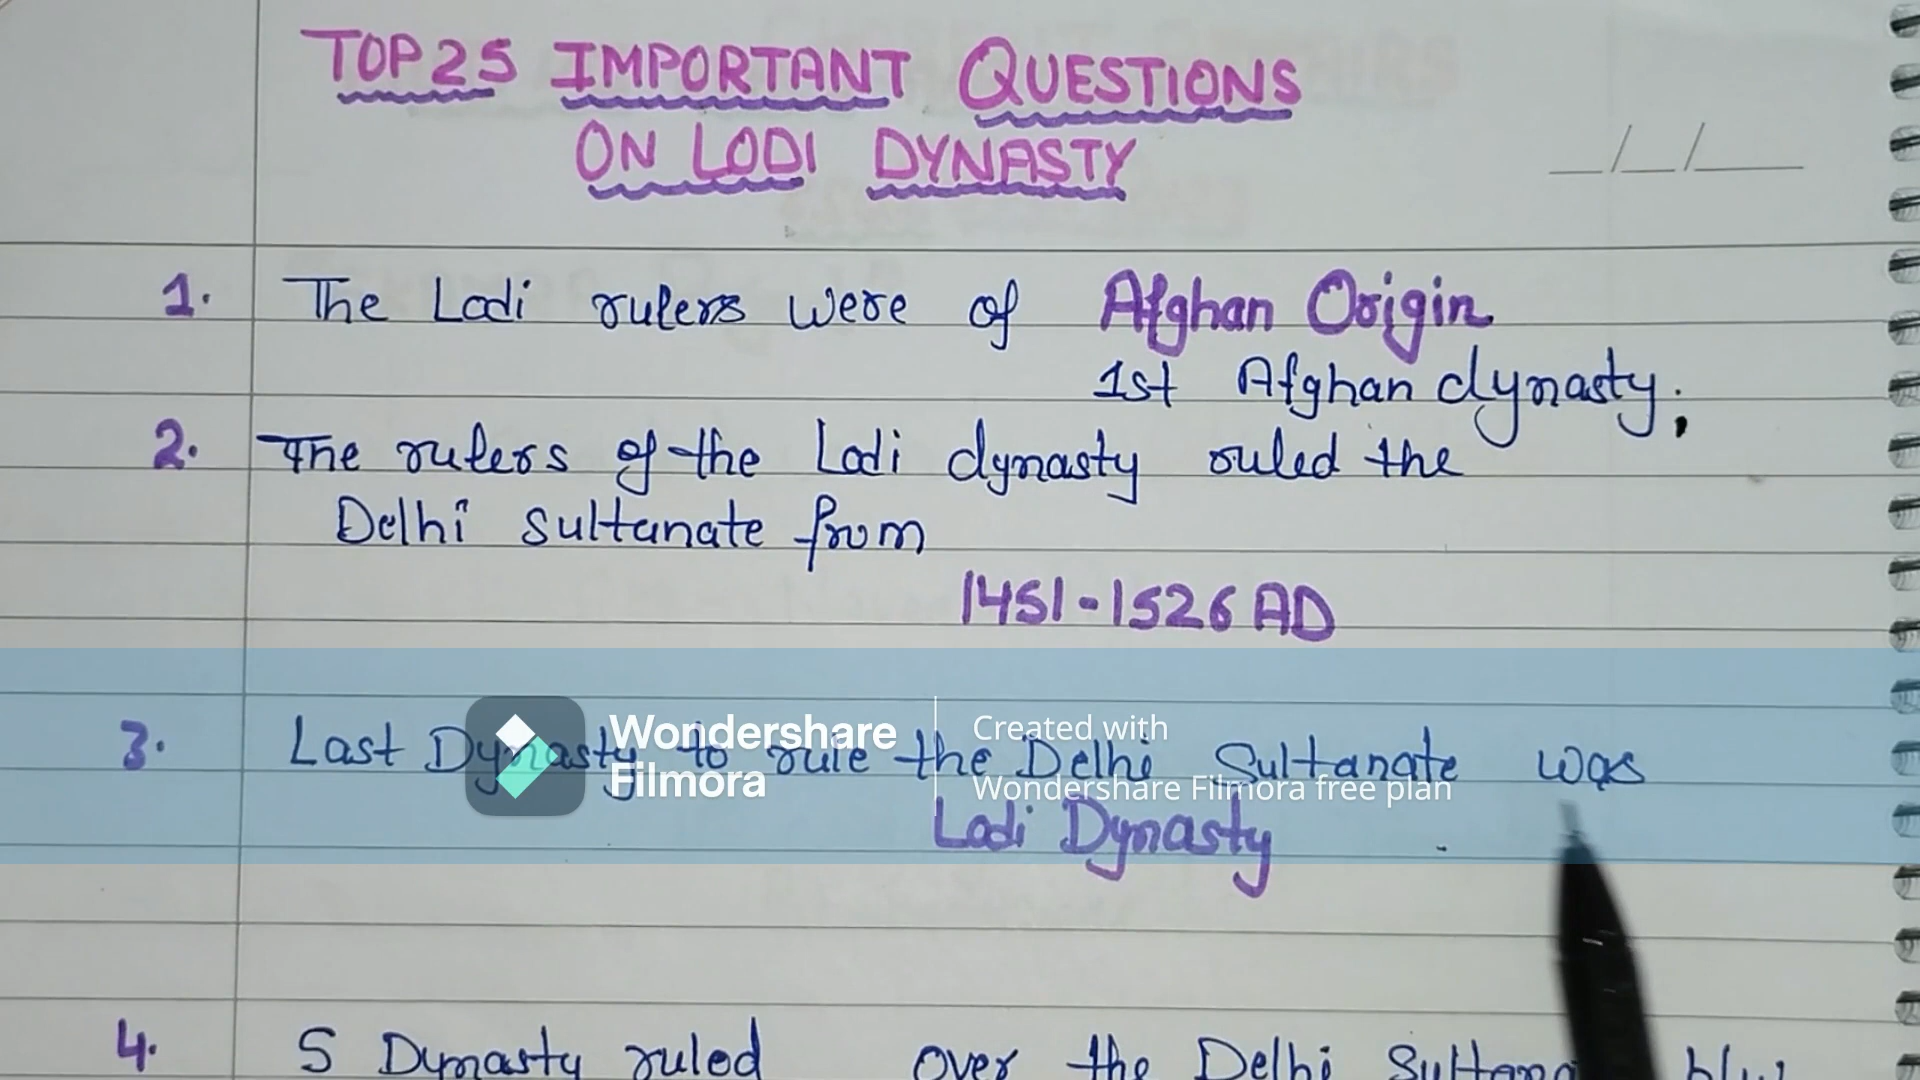 TOP 25 IMPORTANT QUESTIONS
ON LODI DYNASTY
_/_/__
1. The Lodi rulers were of Afghan Origin
1st Afghan dynasty;
2. The rulers of the Lodi dynasty ruled the
Delhi Sultanate from
1451-1526 AD
3. Last Dynasty to rule the Delhi Sultanate was
Lodi Dynasty
Wondershare
Filmora
Created with
Wondershare Filmora free plan
4. 5 Dynasty ruled over the Delhi